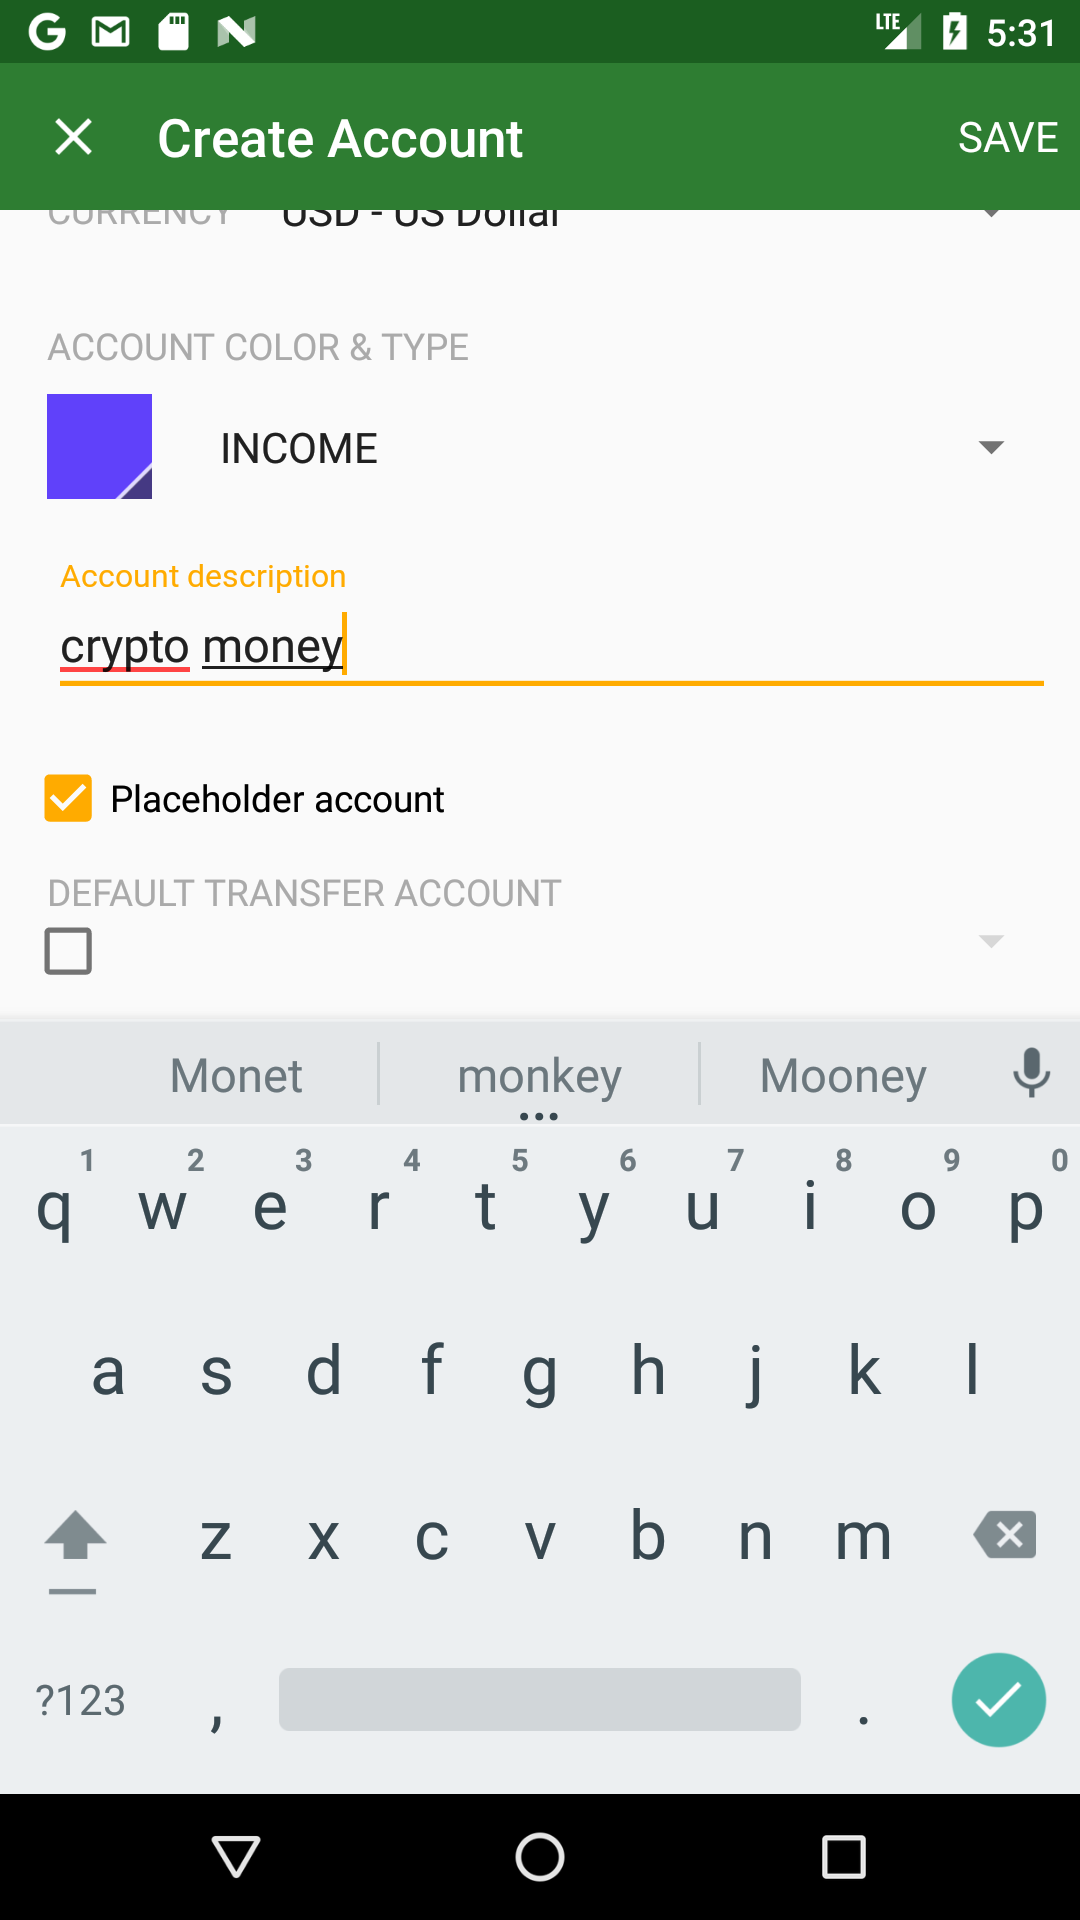 LTE 5:31
Create Account SAVE
CURRENCY USD - US Dollar
ACCOUNT COLOR & TYPE
INCOME
Account description
crypto money
Placeholder account
DEFAULT TRANSFER ACCOUNT
Monet monkey Mooney
1 2 3 4 5 6 7 8 9 0
q w e r t y u i o p
a s d f g h j k l
z x c v b n m
?123 , .